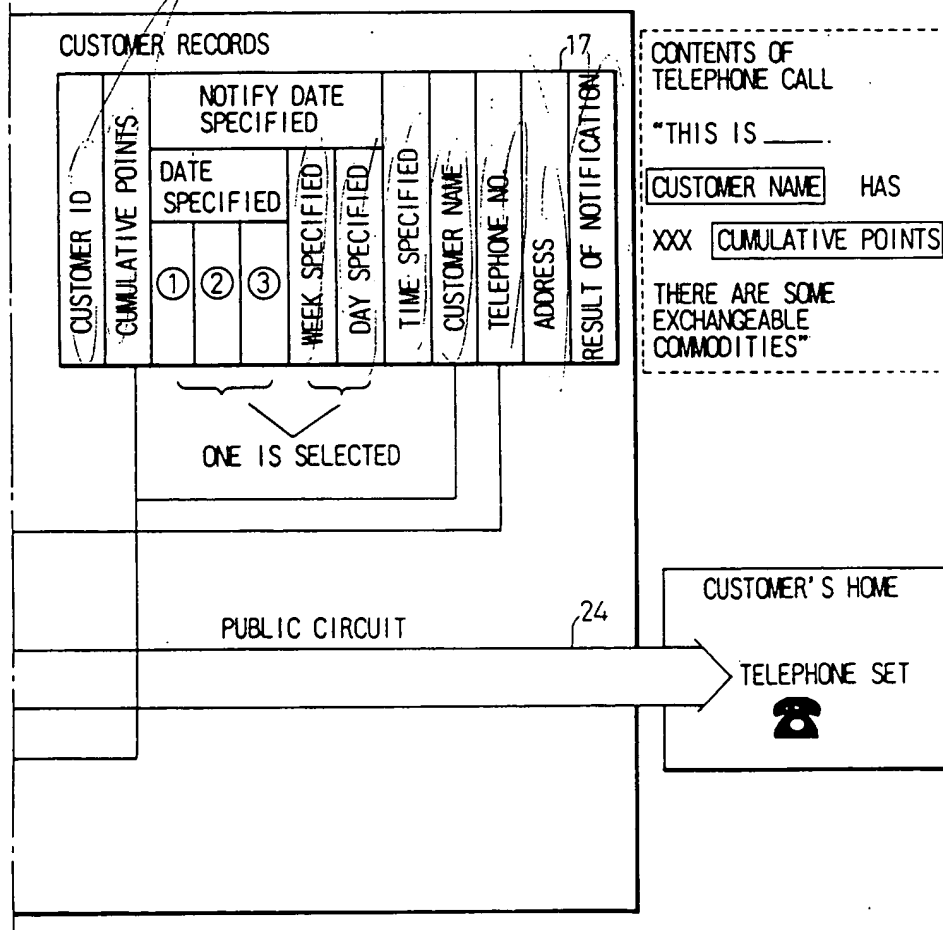 CUSTOMER RECORDS
17
CUSTOMER ID
CUMULATIVE POINTS
NOTIFY DATE
SPECIFIED
DATE
SPECIFIED
① ② ③
WEEK SPECIFIED
DAY SPECIFIED
TIME SPECIFIED
CUSTOMER NAME
TELEPHONE NO.
ADDRESS
RESULT OF NOTIFICATION
ONE IS SELECTED
CONTENTS OF
TELEPHONE CALL
"THIS IS ____.
CUSTOMER NAME HAS
XXX CUMULATIVE POINTS
THERE ARE SOME
EXCHANGEABLE
COMMODITIES"
PUBLIC CIRCUIT
24
CUSTOMER'S HOME
TELEPHONE SET